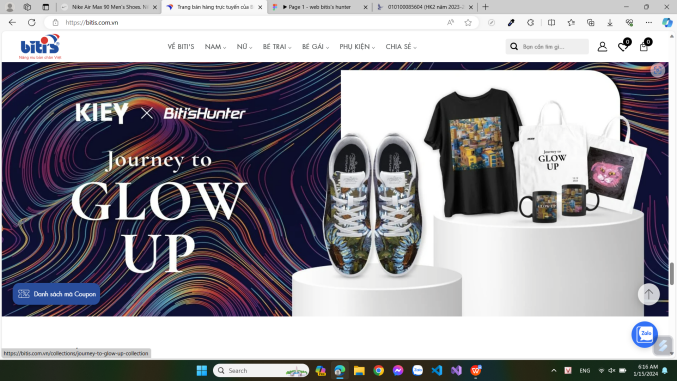 Nike Air Max 90 Men's Shoes. N
Trang bán hàng trực tuyến của B
▶ Page 1 - web bitis's hunter
010100085604 (HK2 năm 2023-2
https://bitis.com.vn
biti's
Nâng niu bàn chân Việt
VỀ BITI'S NAM NỮ BÉ TRAI BÉ GÁI PHỤ KIỆN CHIA SẺ
Bạn cần tìm gì...
0
0
KIEY × Biti'sHunter
Journey to
GLOW
UP
Journey to
GLOW
UP
Danh sách mã Coupon
Zalo
https://bitis.com.vn/collections/journey-to-glow-up-collection
Search
Zalo
ENG
6:16 AM
1/15/2024